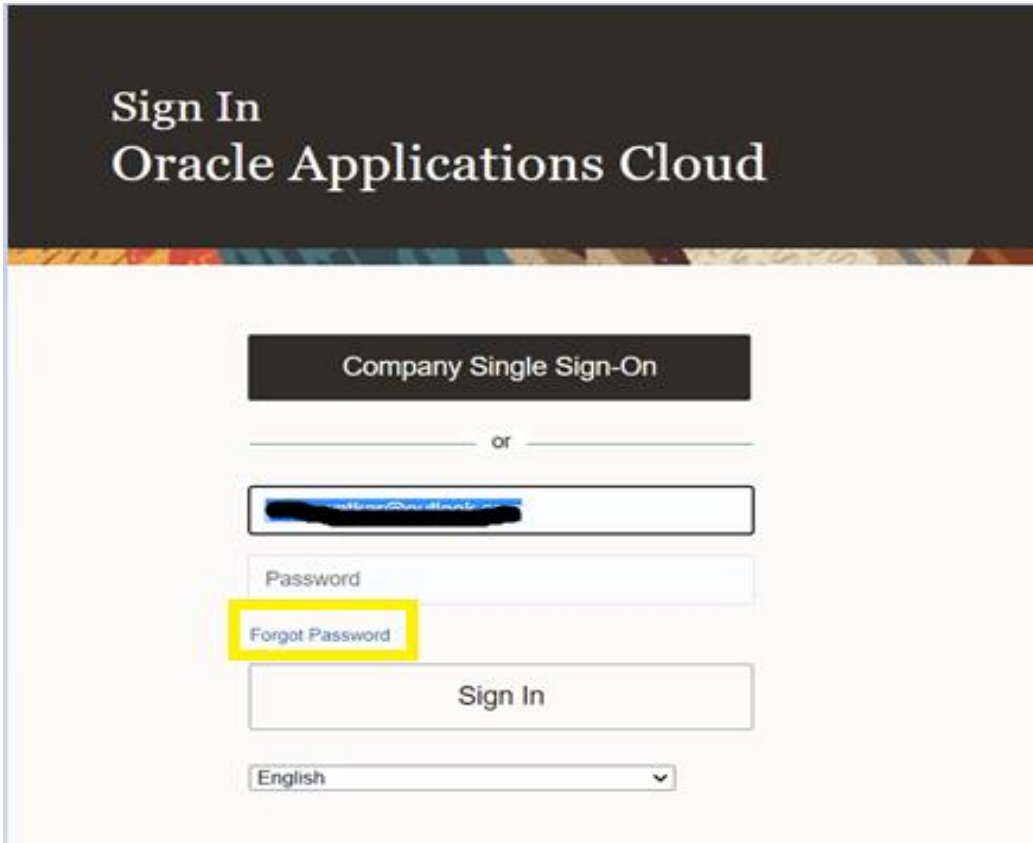 Sign In
Oracle Applications Cloud
Company Single Sign-On
or
Password
Forgot Password
Sign In
English